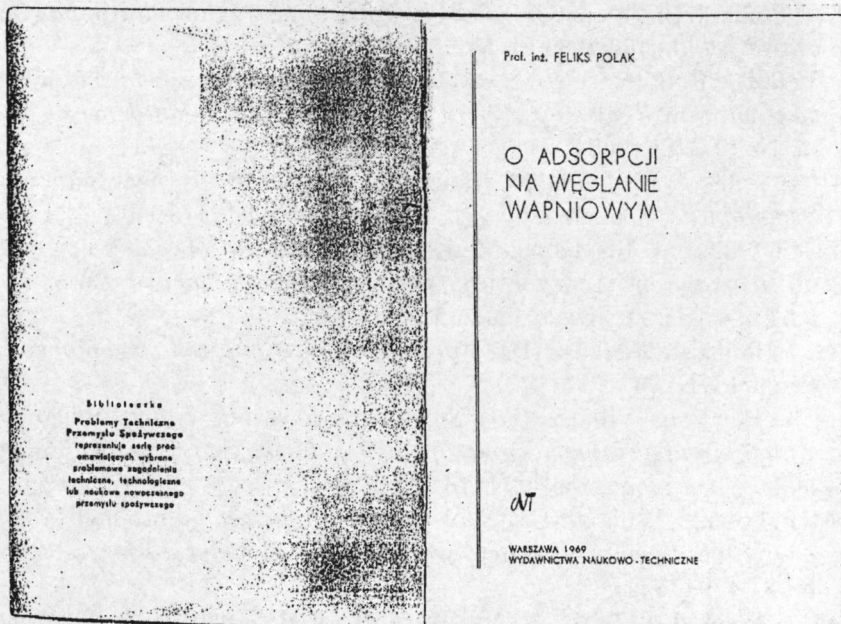 Biblioteczka
Problemy Techniczne
Przemysłu Spożywczego
reprezentuje serię prac
omawiających wybrane
problemowe zagadnienia
techniczne, technologiczne
lub naukowe nowoczesnego
przemysłu spożywczego
Prof. inż. FELIKS POLAK
O ADSORPCJI
NA WĘGLANIE
WAPNIOWYM
WNT
WARSZAWA 1969
WYDAWNICTWA NAUKOWO-TECHNICZNE